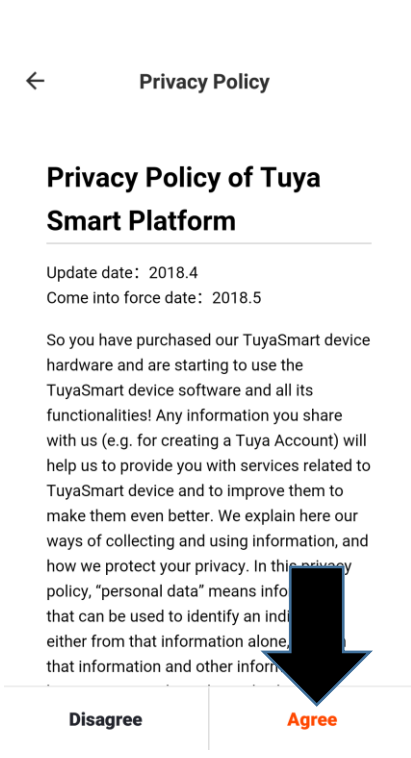 Privacy Policy
Privacy Policy of Tuya
Smart Platform
Update date：2018.4
Come into force date：2018.5
So you have purchased our TuyaSmart device
hardware and are starting to use the
TuyaSmart device software and all its
functionalities! Any information you share
with us (e.g. for creating a Tuya Account) will
help us to provide you with services related to
TuyaSmart device and to improve them to
make them even better. We explain here our
ways of collecting and using information, and
how we protect your privacy. In this privacy
policy, “personal data” means
that can be used to identify an
either from that information alone,
that information and other
Disagree
Agree